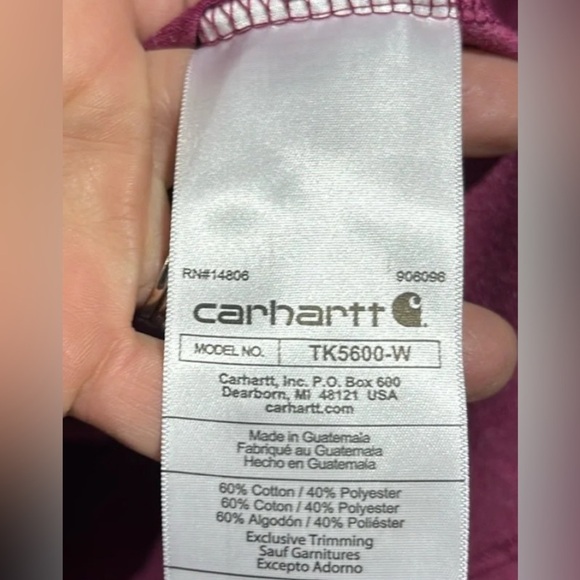 RN#14806 906096
carhartt
MODEL NO. TK5600-W
Carhartt, Inc. P.O. Box 600
Dearborn, MI 48121 USA
carhartt.com
Made in Guatemala
Fabriqué au Guatemala
Hecho en Guatemala
60% Cotton / 40% Polyester
60% Coton / 40% Polyester
60% Algodón / 40% Poliéster
Exclusive Trimming
Sauf Garnitures
Excepto Adorno